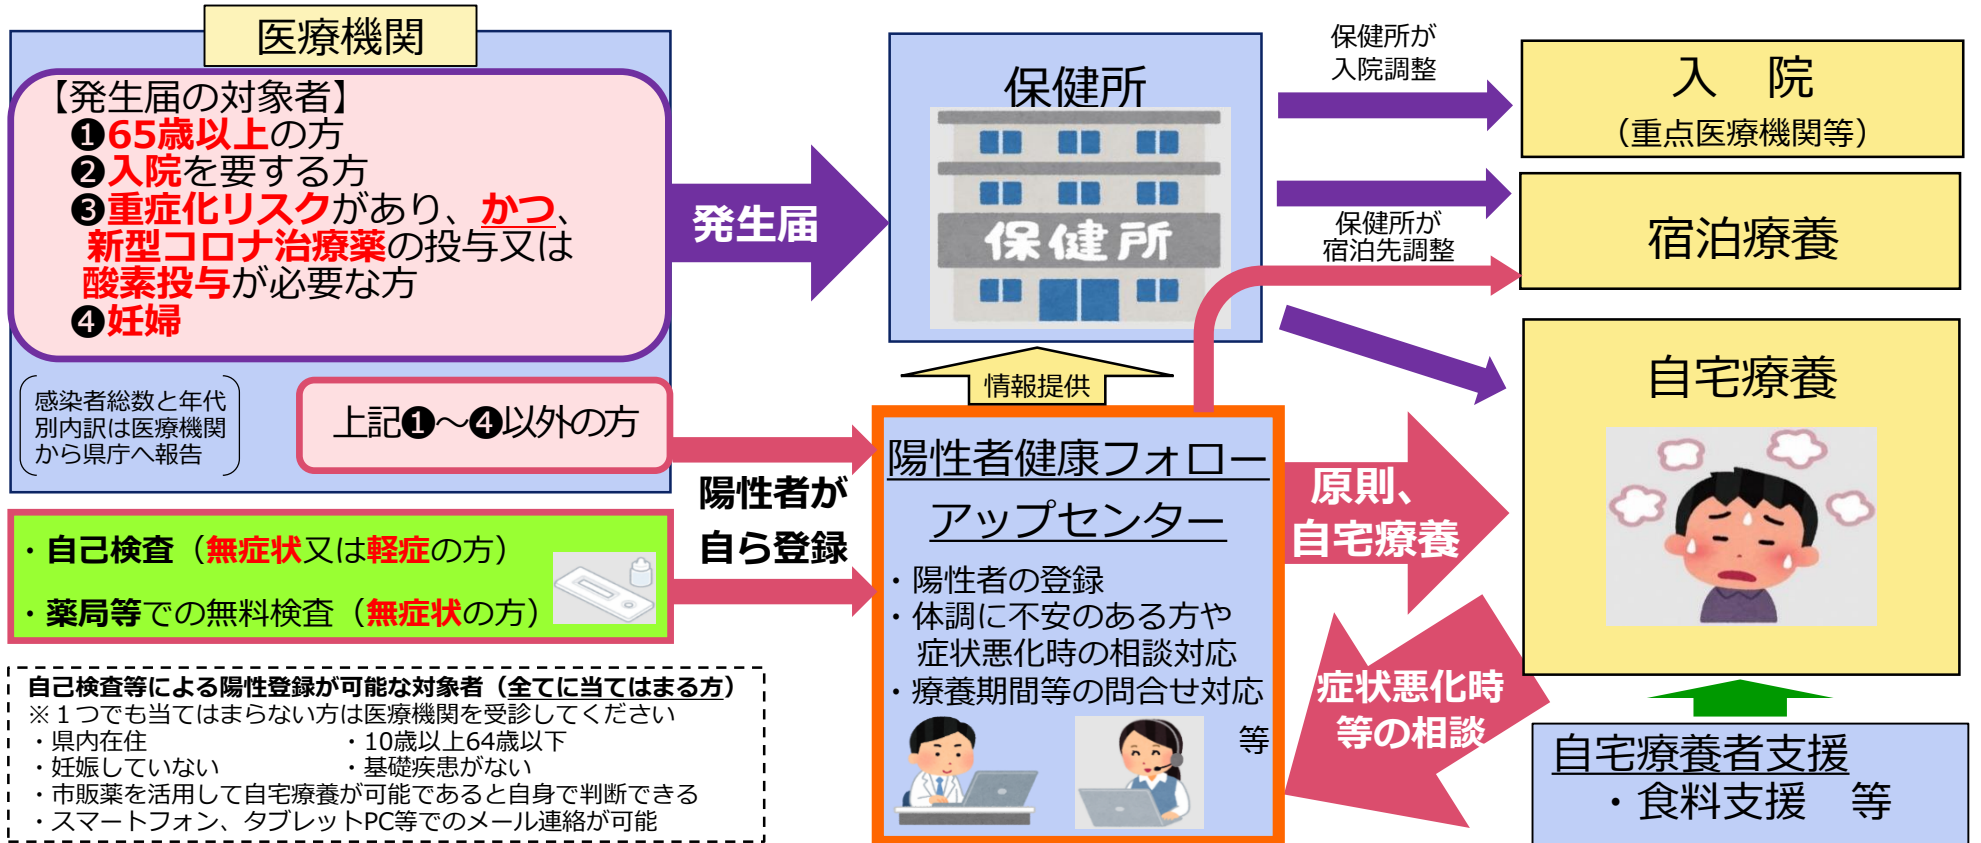 医療機関
【発生届の対象者】
❶65歳以上の方
❷入院を要する方
❸重症化リスクがあり、かつ、
新型コロナ治療薬の投与又は
酸素投与が必要な方
❹妊婦
感染者総数と年代
別内訳は医療機関
から県庁へ報告
上記❶～❹以外の方
・自己検査（無症状又は軽症の方）
・薬局等での無料検査（無症状の方）
自己検査等による陽性登録が可能な対象者（全てに当てはまる方）
※１つでも当てはまらない方は医療機関を受診してください
・県内在住 ・10歳以上64歳以下
・妊娠していない ・基礎疾患がない
・市販薬を活用して自宅療養が可能であると自身で判断できる
・スマートフォン、タブレットPC等でのメール連絡が可能
発生届
陽性者が
自ら登録
保健所
保健所
情報提供
陽性者健康フォロー
アップセンター
・陽性者の登録
・体調に不安のある方や
症状悪化時の相談対応
・療養期間等の問合せ対応
等
保健所が
入院調整
保健所が
宿泊先調整
原則、
自宅療養
症状悪化時
等の相談
入　院
（重点医療機関等）
宿泊療養
自宅療養
自宅療養者支援
・食料支援　等